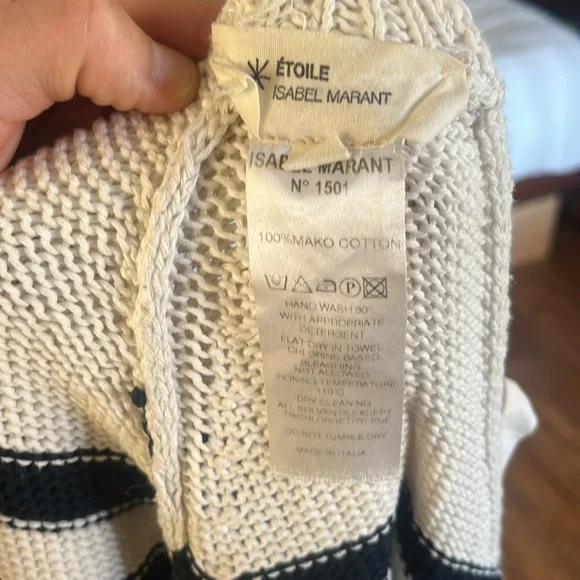 ÉTOILE
ISABEL MARANT
ISABEL MARANT
N° 1501
100%MAKO COTTON
P
HAND WASH 30°
WITH APPROPRIATE
DETERGENT
FLAT DRY IN TOWEL
CHLORINE BASED
BLEASHING
NOT ALLOWED
IRONING TEMPERATURE
110°C
DRY CLEANING
ALL SOLVENTS EXCEPT
TRICHLOROETHYLENE
DO NOT TUMBLE DRY
MADE IN ITALIA